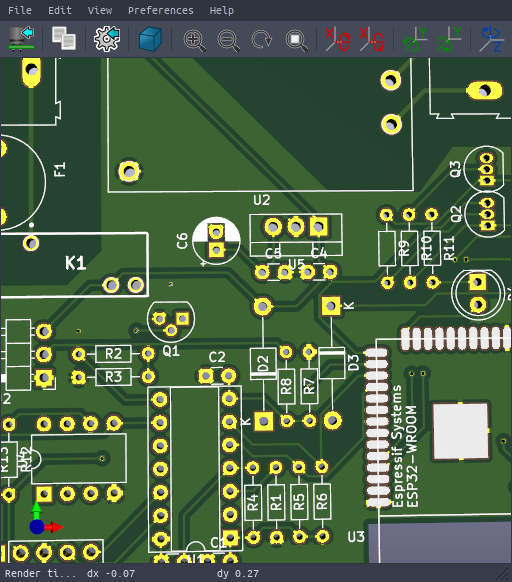 File Edit View Preferences Help
F1
Q3
U2
Q2
C6
R9
R10
R11
K1
C5 C4
U5
K
Q1
R2
C2
D2
D3
R3
R8
R7
2
K
Espressif Systems
ESP32-WROOM
R13
R4
R1
R5
R6
C1
U3
Render ti... dx -0.07 dy 0.27